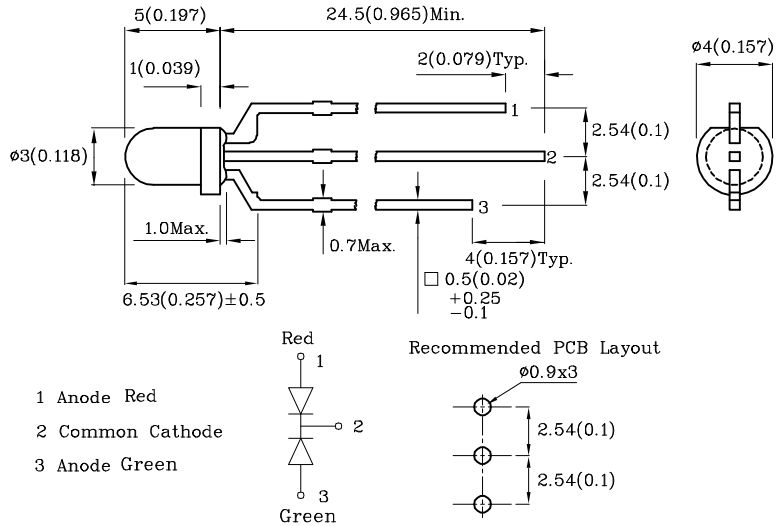 5(0.197)
24.5(0.965)Min.
1(0.039)
2(0.079)Typ.
ø4(0.157)
ø3(0.118)
1
2
3
2.54(0.1)
2.54(0.1)
1.0Max.
0.7Max.
4(0.157)Typ.
□ 0.5(0.02)
+0.25
−0.1
6.53(0.257)±0.5
Red
1
2
3
Green
1 Anode Red
2 Common Cathode
3 Anode Green
Recommended PCB Layout
ø0.9x3
2.54(0.1)
2.54(0.1)